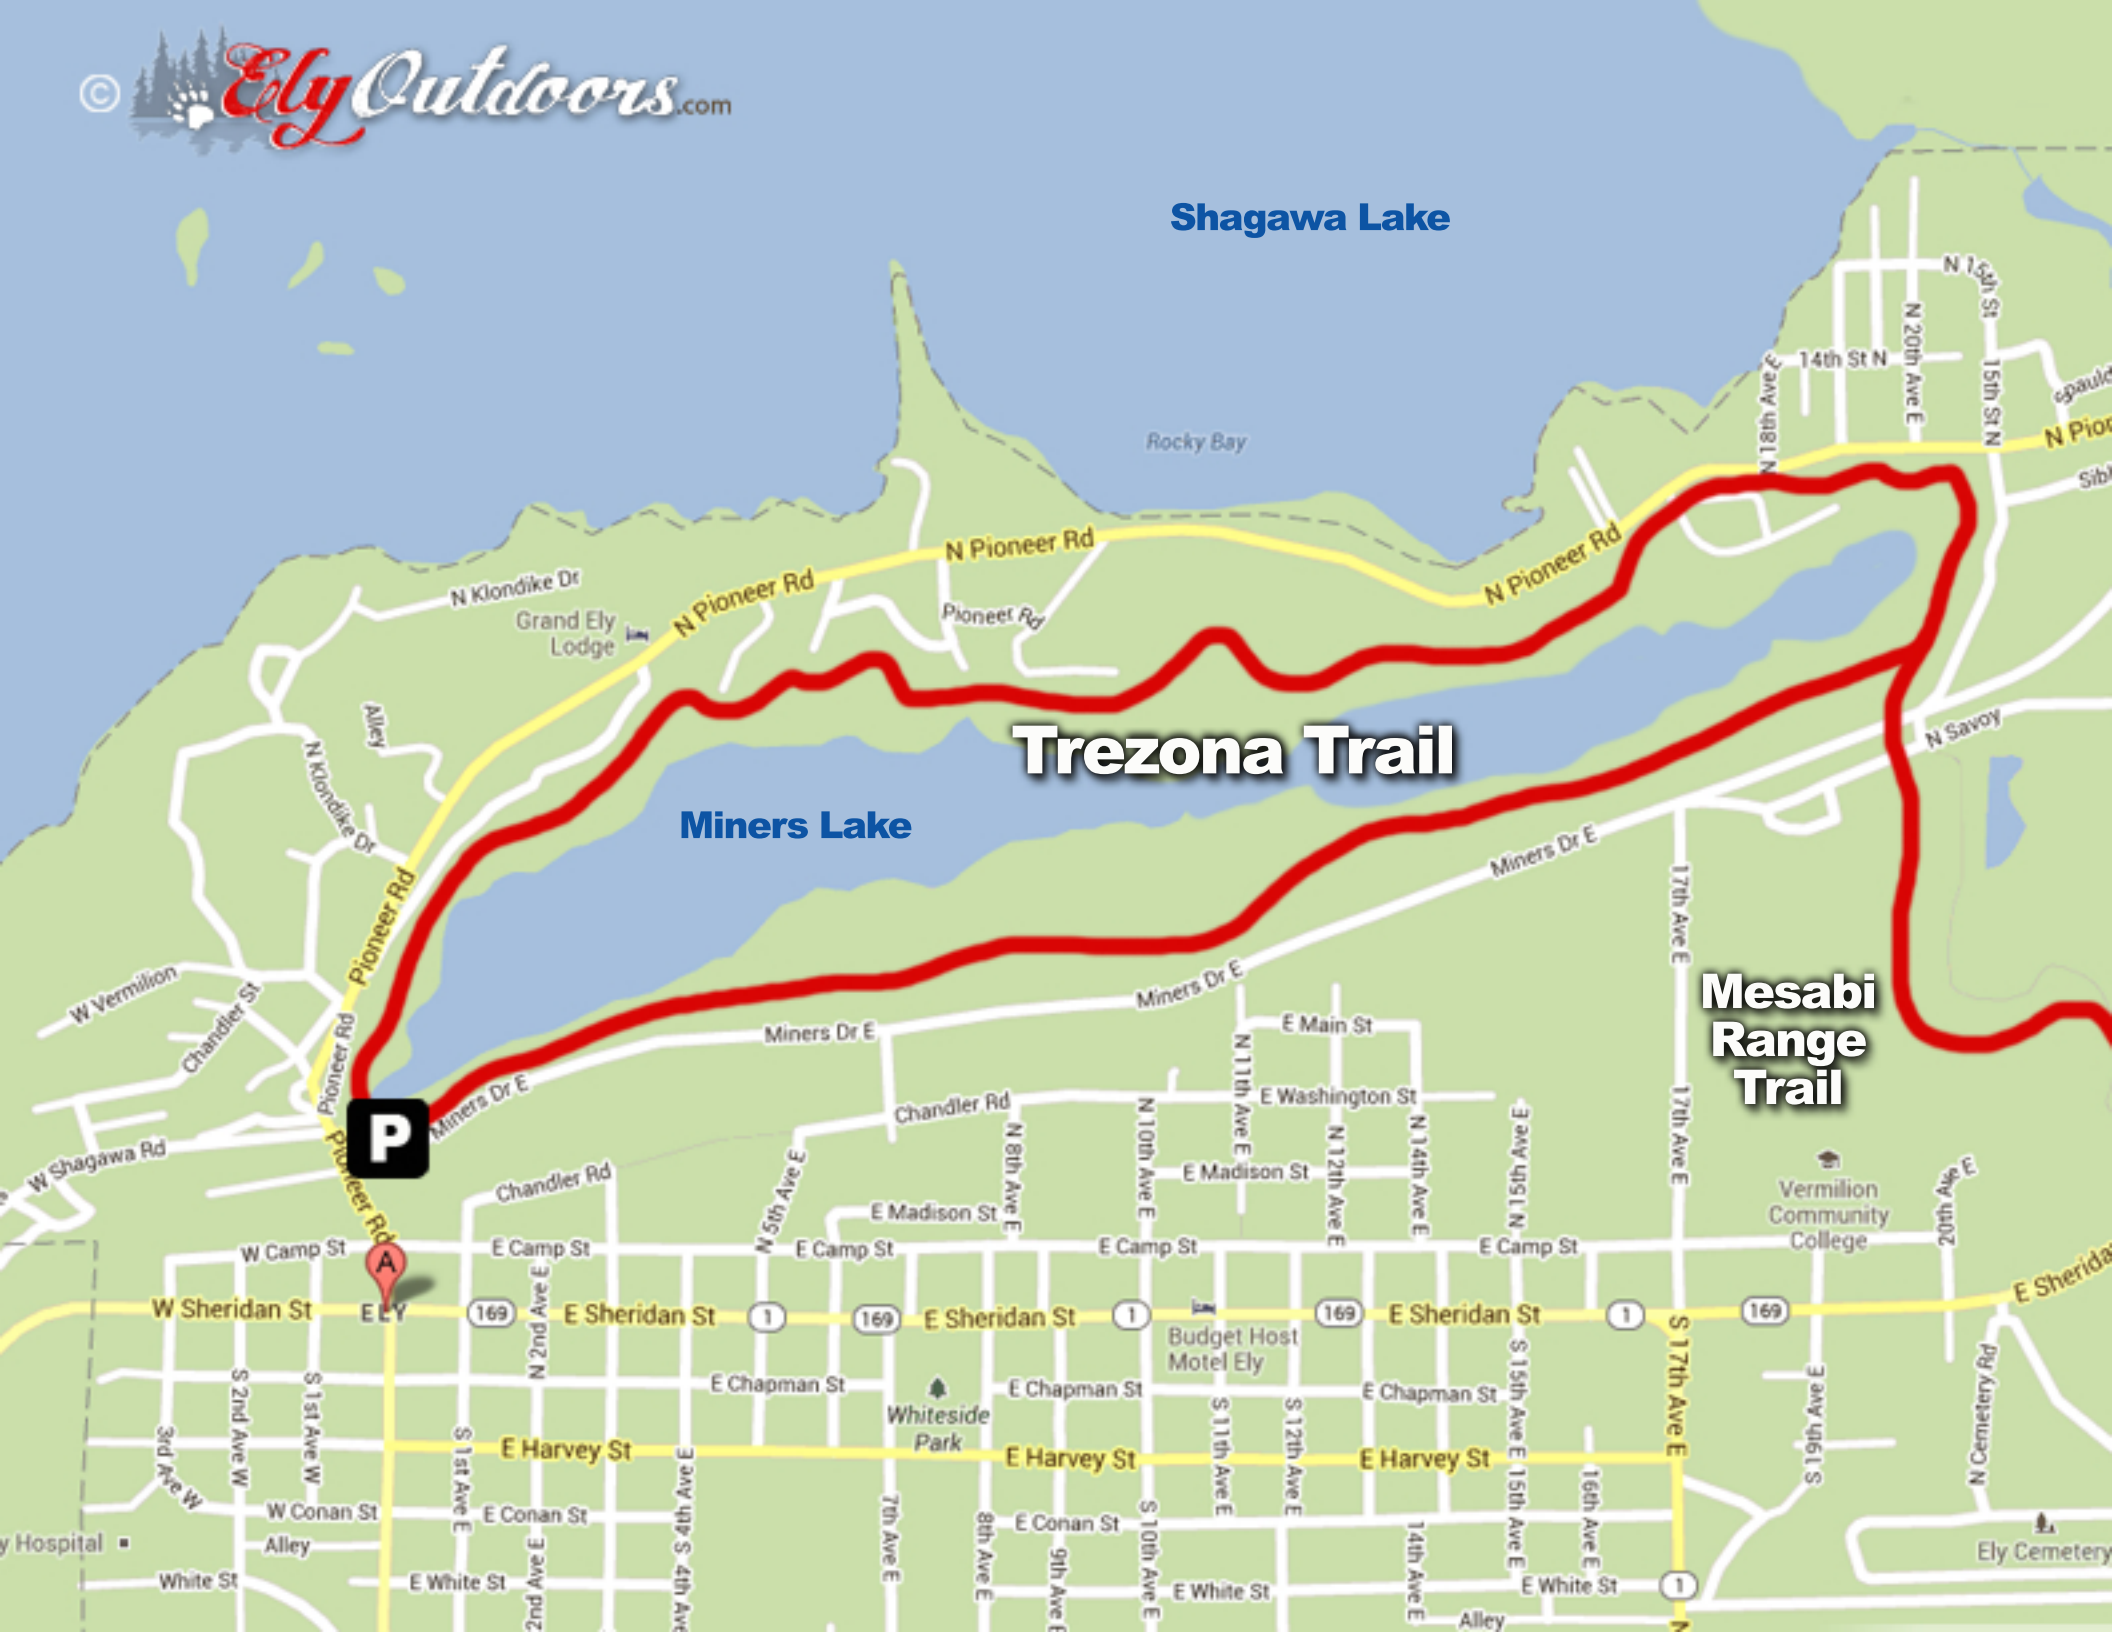 © ElyOutdoors.com
Shagawa Lake
N 15th St
14th St N
N 20th Ave E
15th St N
N 18th Ave E
Rocky Bay
N Pioneer Rd
N Pioneer Rd
N Pioneer Rd
N Klondike Dr
Grand Ely
Lodge
Pioneer Rd
Alley
N Klondike Dr
Trezona Trail
N Savoy
Miners Lake
Miners Dr E
17th Ave E
Pioneer Rd
Mesabi
Range
Trail
W Vermilion
Chandler St
Miners Dr E
Miners Dr E
E Main St
N 11th Ave E
Pioneer Rd
Miners Dr E
P
Chandler Rd
E Washington St
N 10th Ave E
N 8th Ave E
N 12th Ave E
N 14th Ave E
N 15th Ave E
17th Ave E
W Shagawa Rd
Pioneer Rd
Chandler Rd
N 5th Ave E
E Madison St
E Madison St
Vermilion
Community
College
20th Ave E
W Camp St
E Camp St
E Camp St
E Camp St
E Camp St
A
W Sheridan St
ELY
169
E Sheridan St
1
169
E Sheridan St
1
169
E Sheridan St
1
169
N 2nd Ave E
Budget Host
Motel Ely
S 17th Ave E
E Chapman St
E Chapman St
E Chapman St
Whiteside
Park
S 2nd Ave W
S 1st Ave W
3rd Ave W
S 1st Ave E
S 11th Ave E
S 12th Ave E
S 15th Ave E
S 19th Ave E
N Cemetery Rd
E Harvey St
E Harvey St
E Harvey St
W Conan St
E Conan St
E Conan St
S 4th Ave E
7th Ave E
8th Ave E
9th Ave E
S 10th Ave E
14th Ave E
15th Ave E
16th Ave E
Hospital
Alley
Ely Cemetery
White St
E White St
2nd Ave E
S 4th Ave
E White St
E White St
1
Alley